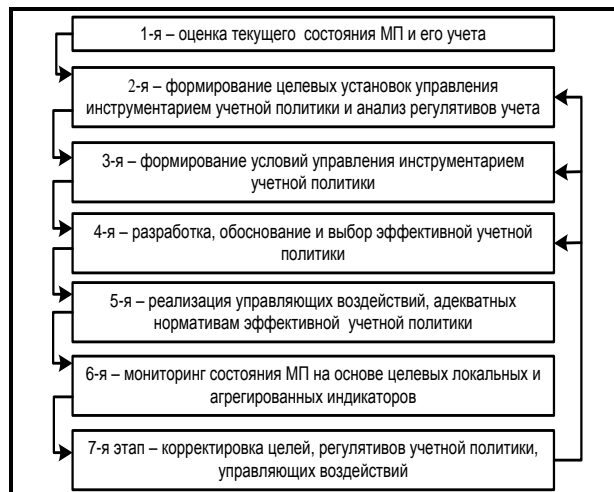 1-я – оценка текущего состояния МП и его учета
2-я – формирование целевых установок управления
инструментарием учетной политики и анализ регулятивов учета
3-я – формирование условий управления инструментарием
учетной политики
4-я – разработка, обоснование и выбор эффективной учетной
политики
5-я – реализация управляющих воздействий, адекватных
нормативам эффективной учетной политики
6-я – мониторинг состояния МП на основе целевых локальных и
агрегированных индикаторов
7-я этап – корректировка целей, регулятивов учетной политики,
управляющих воздействий